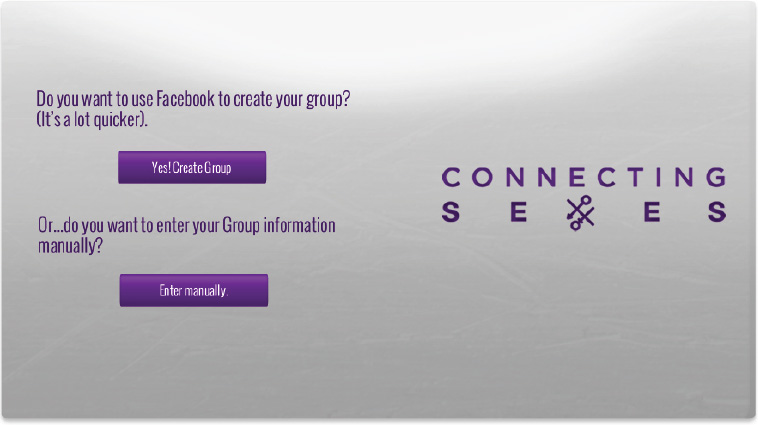 Do you want to use Facebook to create your group?
(It's a lot quicker).
Yes! Create Group
Or...do you want to enter your Group information
manually?
Enter manually.
CONNECTING
SEXES